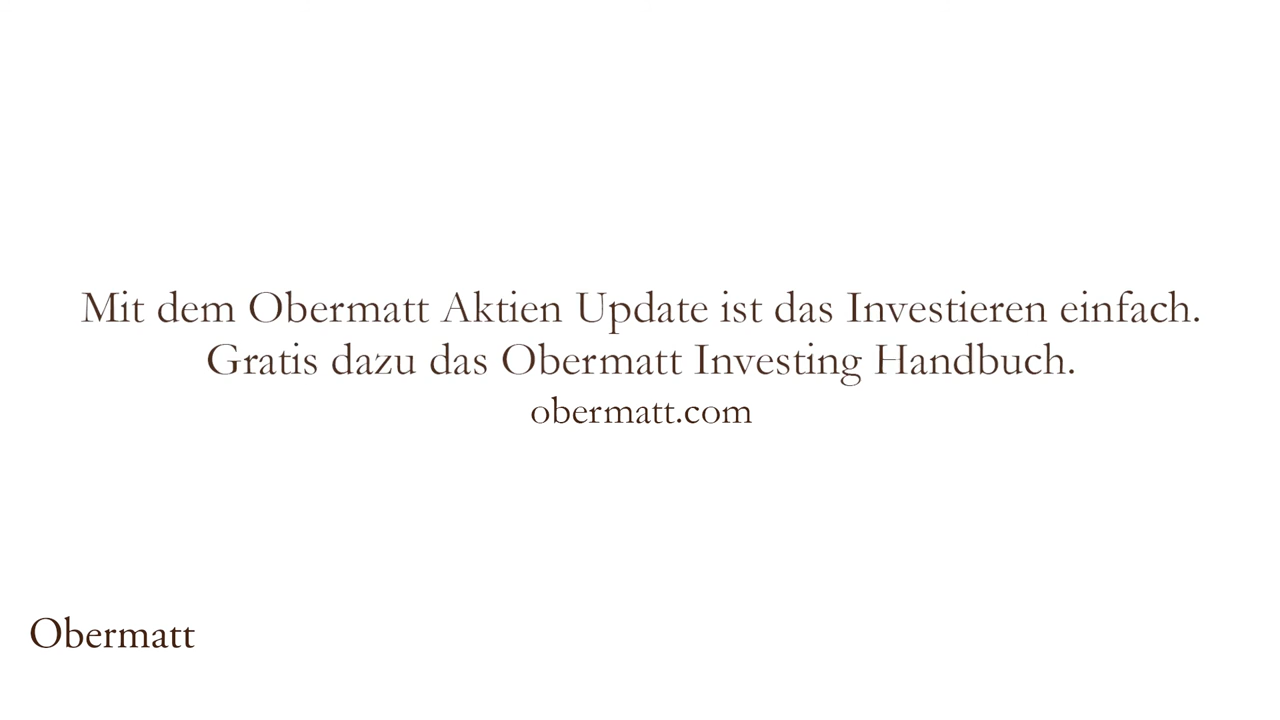 Mit dem Obermatt Aktien Update ist das Investieren einfach.
Gratis dazu das Obermatt Investing Handbuch.
obermatt.com
Obermatt